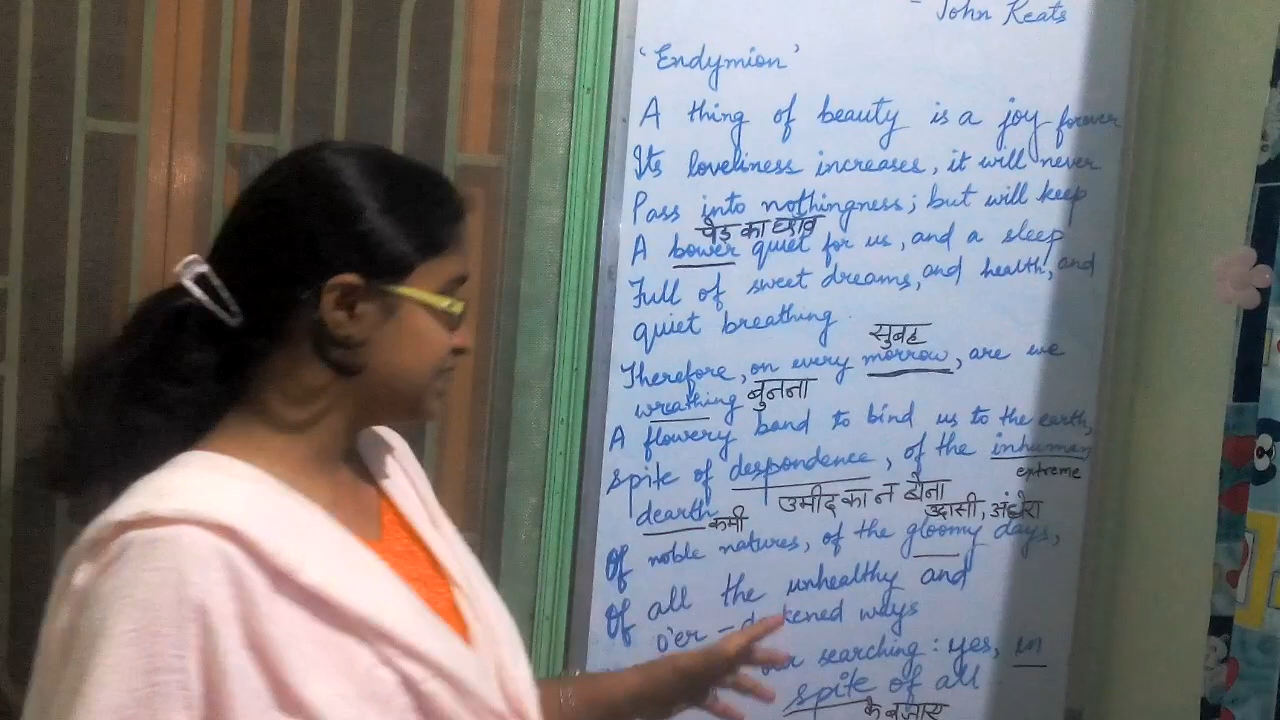 - John Keats
'Endymion'
A thing of beauty is a joy forever
Its loveliness increases, it will never
Pass into nothingness; but will keep
पेड़ का छाँव
A bower quiet for us, and a sleep
Full of sweet dreams, and health, and
quiet breathing.
सुबह
Therefore, on every morrow, are we
wreathing बुनना
A flowery band to bind us to the earth,
spite of despondence, of the inhuman
extreme
उमीद का न होना
dearth कमी
उदासी, अंधेरा
Of noble natures, of the gloomy days,
Of all the unhealthy and
O'er - ened ways
searching : yes, in
spite of all
के बजाय